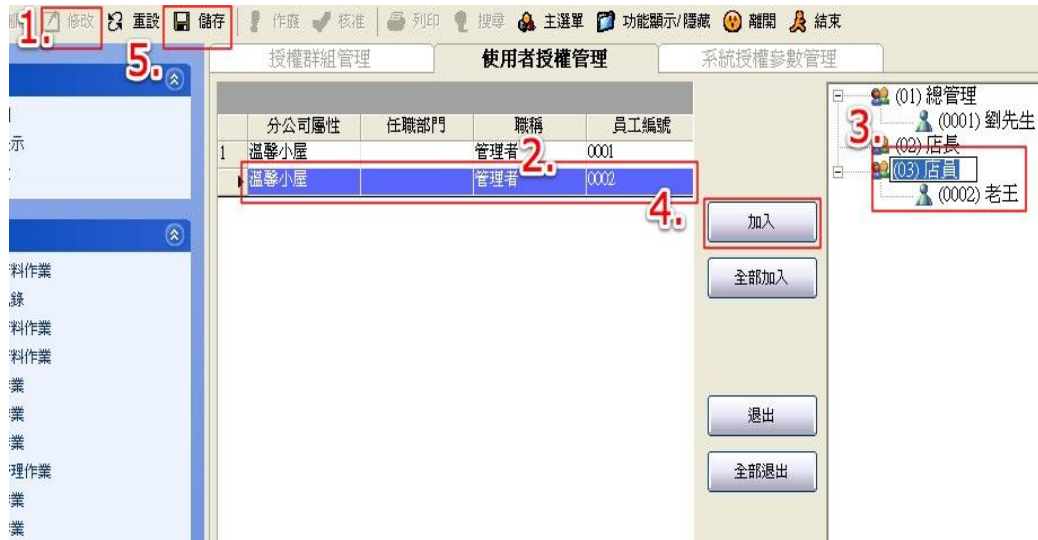 1. 修改 重設 儲存 作廢 核准 列印 搜尋 主選單 功能顯示/隱藏 離開 結束
5.
授權群組管理 使用者授權管理 系統授權參數管理
分公司屬性 任職部門 職稱 員工編號
1 溫馨小屋 管理者 0001
2.
溫馨小屋 管理者 0002
3.
(01) 總管理
(0001) 劉先生
(02) 店長
(03) 店員
(0002) 老王
4.
加入
全部加入
退出
全部退出
示
料作業
錄
料作業
料作業
業
業
業
理作業
業
業